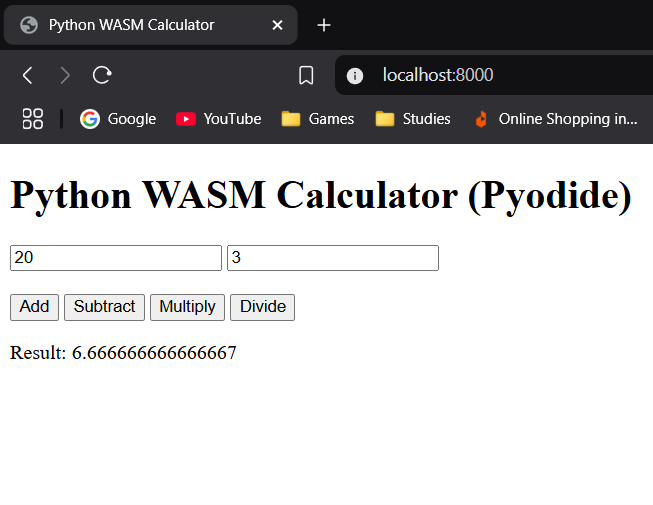 Python WASM Calculator
localhost:8000
Google YouTube Games Studies Online Shopping in...
Python WASM Calculator (Pyodide)
20 3
Add Subtract Multiply Divide
Result: 6.666666666666667